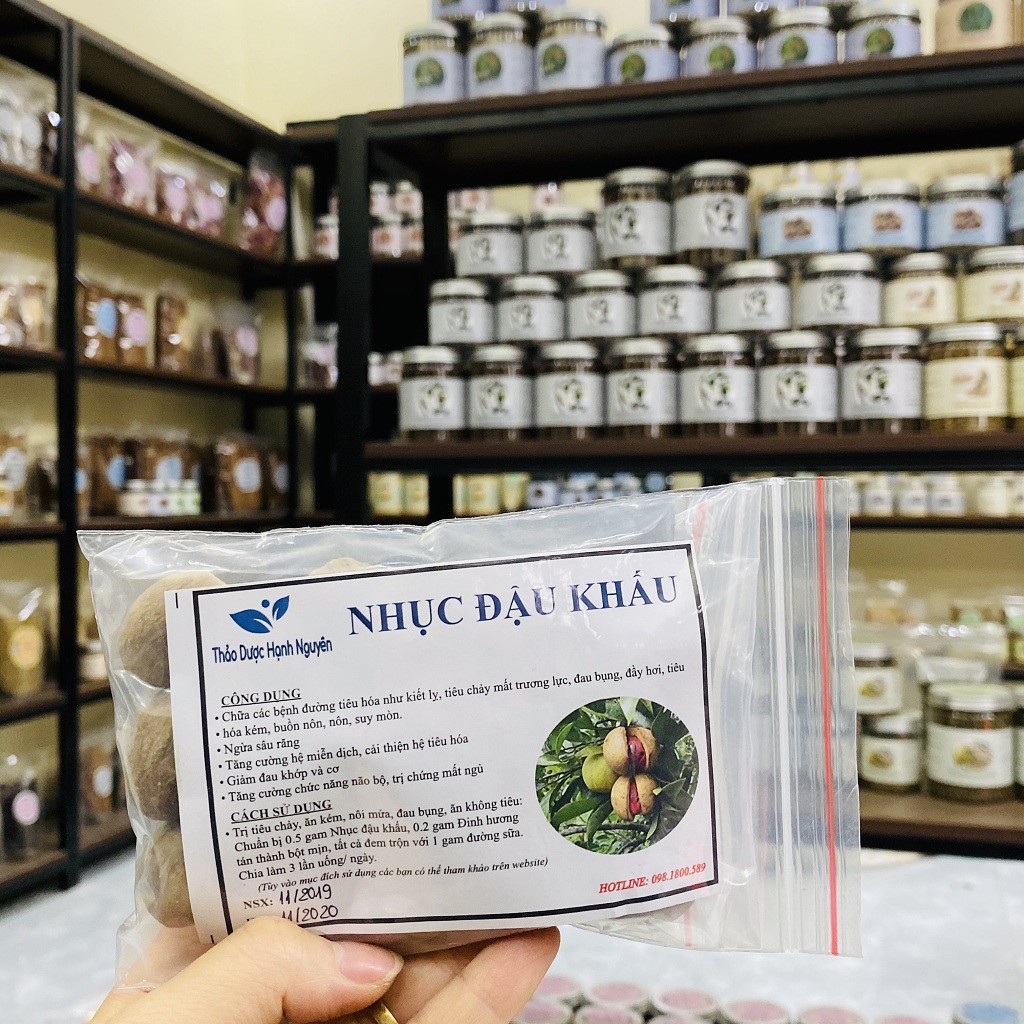 NHỤC ĐẬU KHẤU
Thảo Dược Hạnh Nguyên
CÔNG DỤNG
• Chữa các bệnh đường tiêu hóa như kiết lỵ, tiêu chảy mất trương lực, đau bụng, đầy hơi, tiêu
• hóa kém, buồn nôn, nôn, suy mòn.
• Ngừa sâu răng
• Tăng cường hệ miễn dịch, cải thiện hệ tiêu hóa
• Giảm đau khớp và cơ
• Tăng cường chức năng não bộ, trị chứng mất ngủ
CÁCH SỬ DỤNG
• Trị tiêu chảy, ăn kém, nôi mửa, đau bụng, ăn không tiêu:
Chuẩn bị 0.5 gam Nhục đậu khấu, 0.2 gam Đinh hương
tán thành bột mịn, tất cả đem trộn với 1 gam đường sữa.
Chia làm 3 lần uống/ ngày.
(Tùy vào mục đích sử dụng các bạn có thể tham khảo trên website)
NSX: 11/2019
11/2020
HOTLINE: 098.1800.589